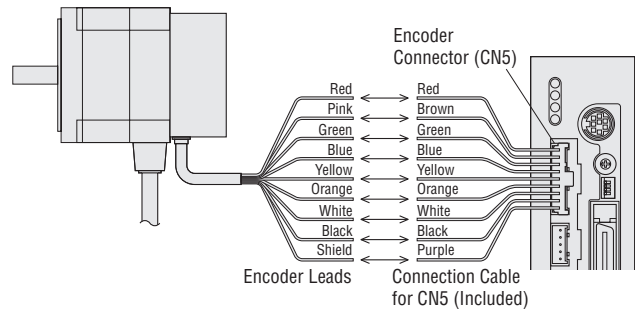 Encoder
Connector (CN5)
Red Red
Pink Brown
Green Green
Blue Blue
Yellow Yellow
Orange Orange
White White
Black Black
Shield Purple
Encoder Leads
Connection Cable
for CN5 (Included)